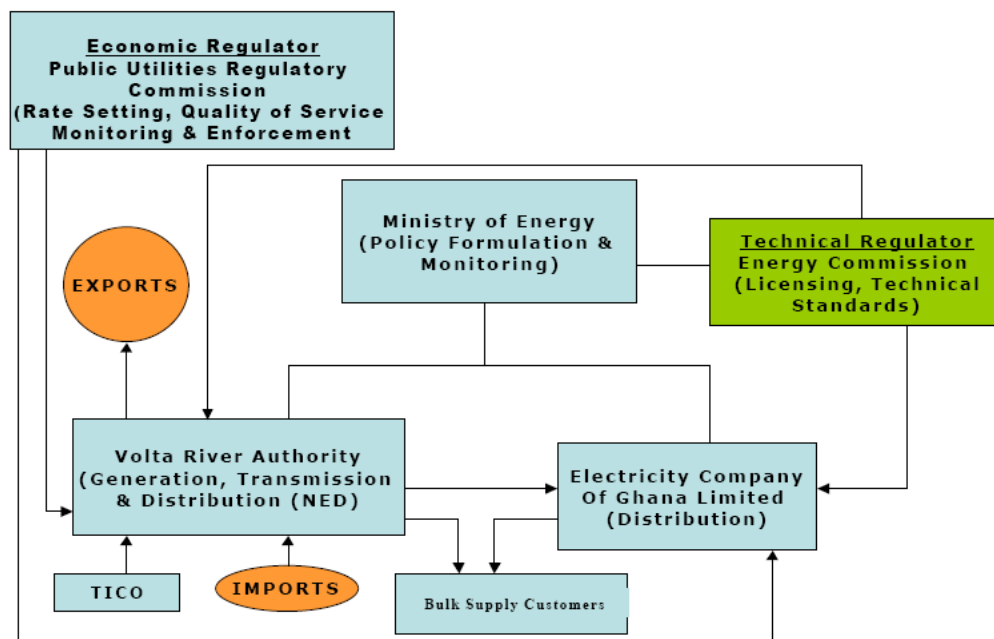 Economic Regulator
Public Utilities Regulatory
Commission
(Rate Setting, Quality of Service
Monitoring & Enforcement
Ministry of Energy
(Policy Formulation &
Monitoring)
Technical Regulator
Energy Commission
(Licensing, Technical
Standards)
EXPORTS
Volta River Authority
(Generation, Transmission
& Distribution (NED)
Electricity Company
Of Ghana Limited
(Distribution)
TICO
IMPORTS
Bulk Supply Customers